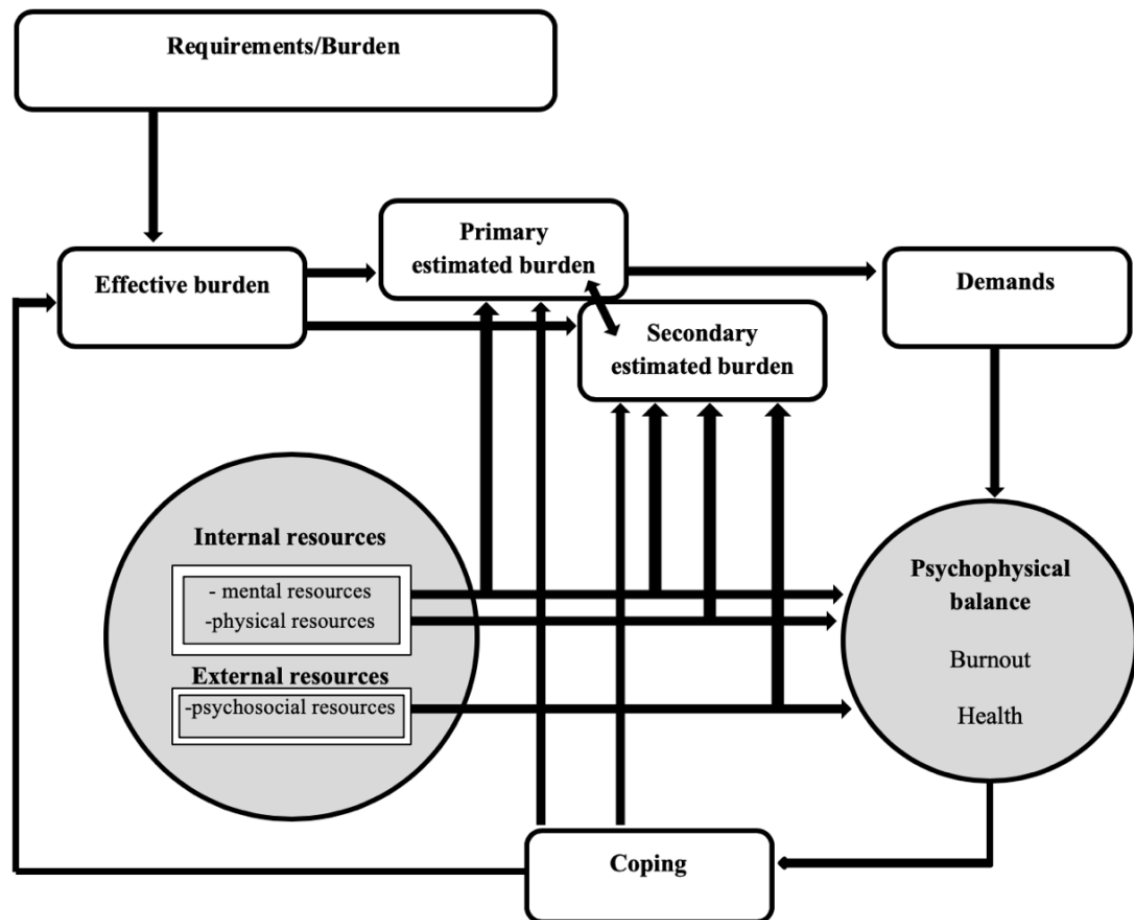 Requirements/Burden
Primary
estimated burden
Effective burden
Demands
Secondary
estimated burden
Internal resources
- mental resources
-physical resources
External resources
-psychosocial resources
Psychophysical
balance
Burnout
Health
Coping